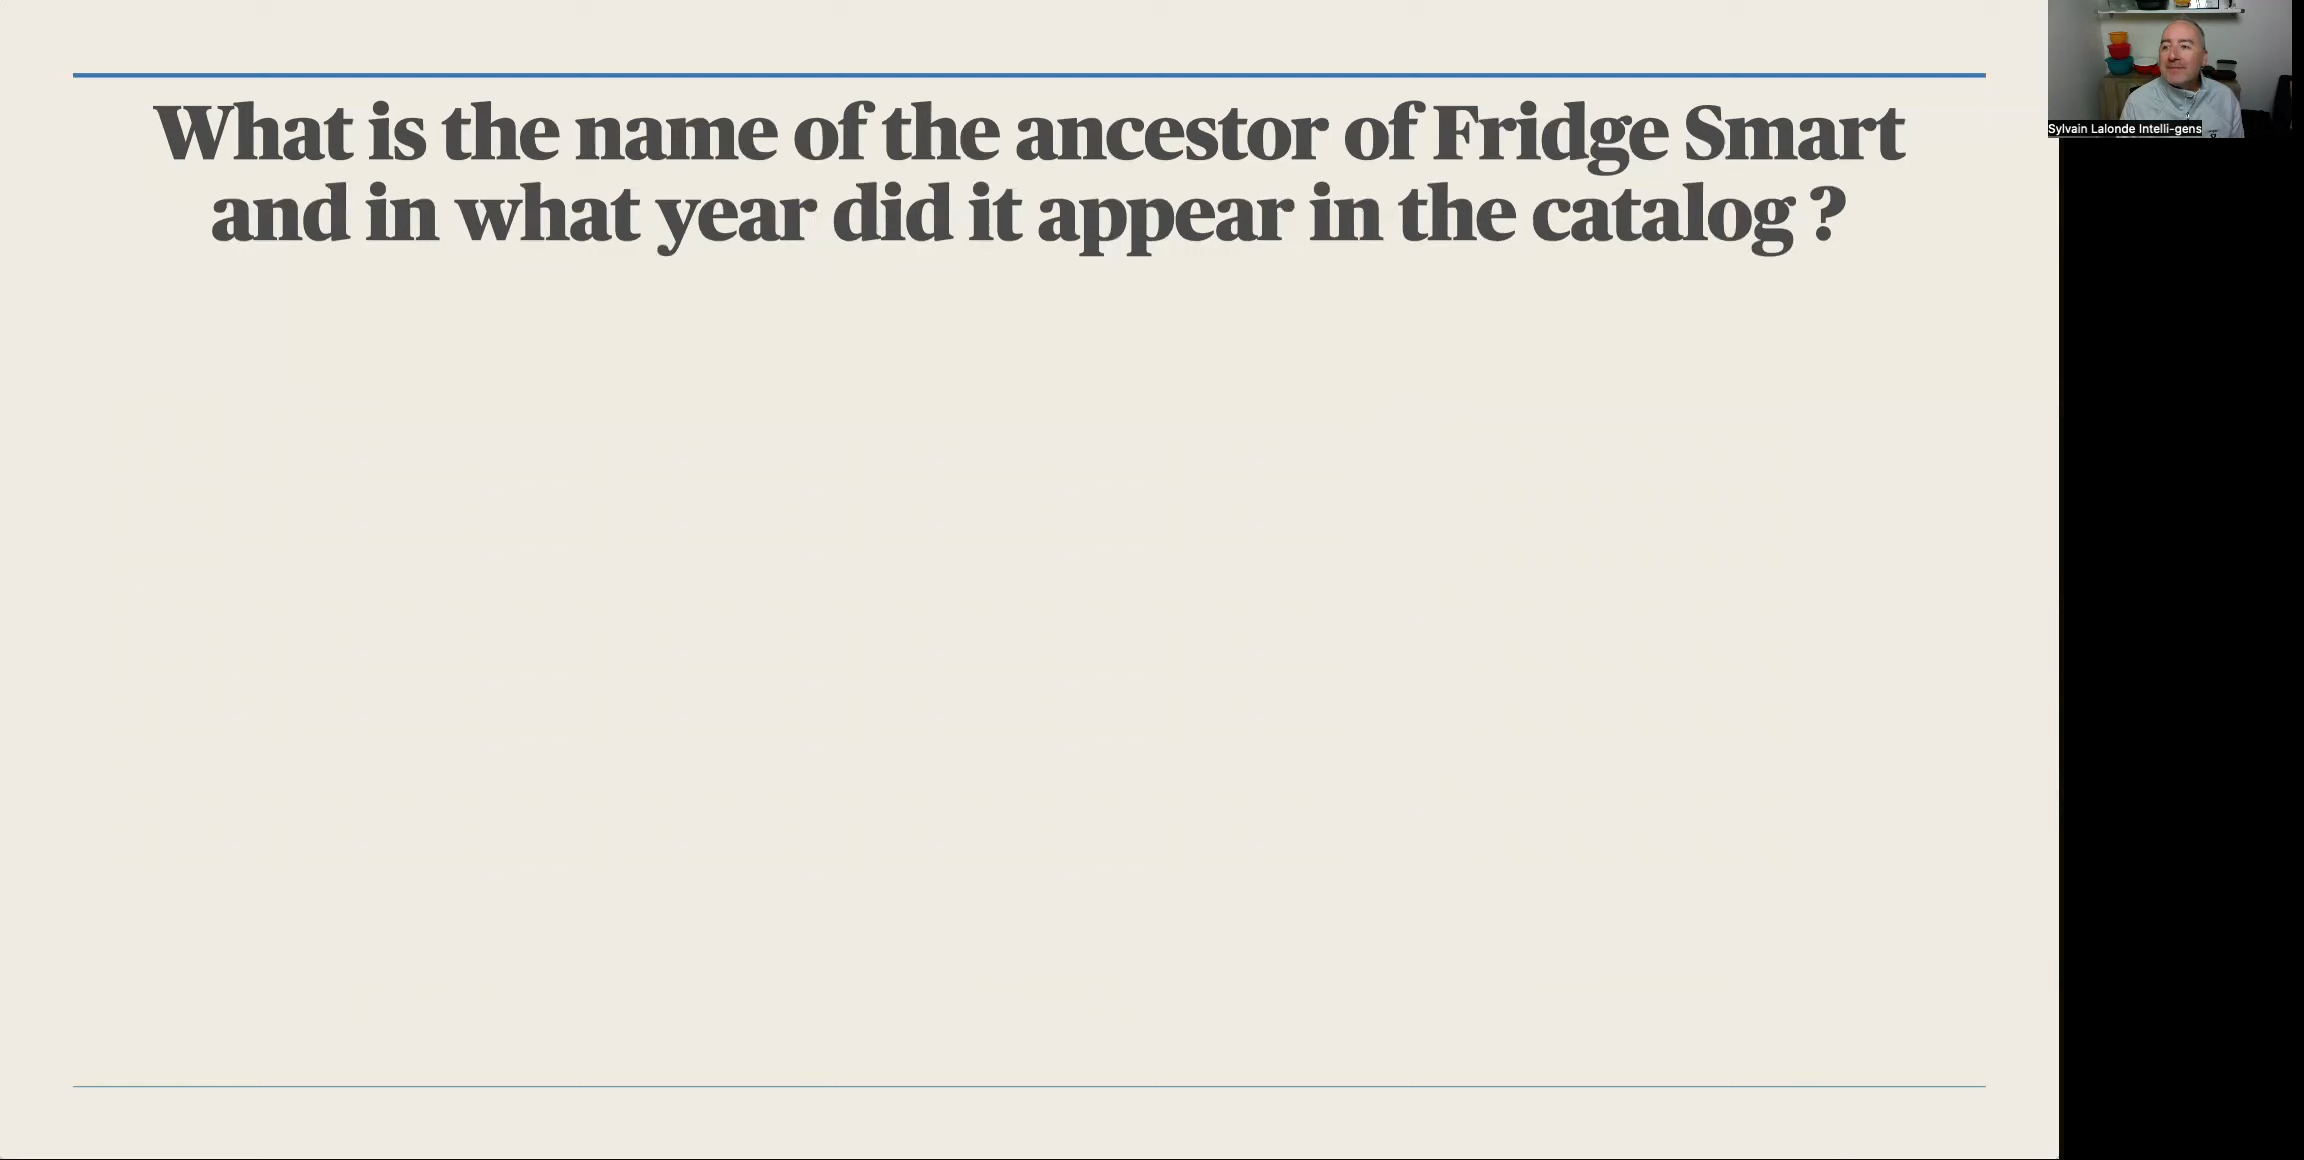 What is the name of the ancestor of Fridge Smart
and in what year did it appear in the catalog ?
Sylvain Lalonde Intelli-gens